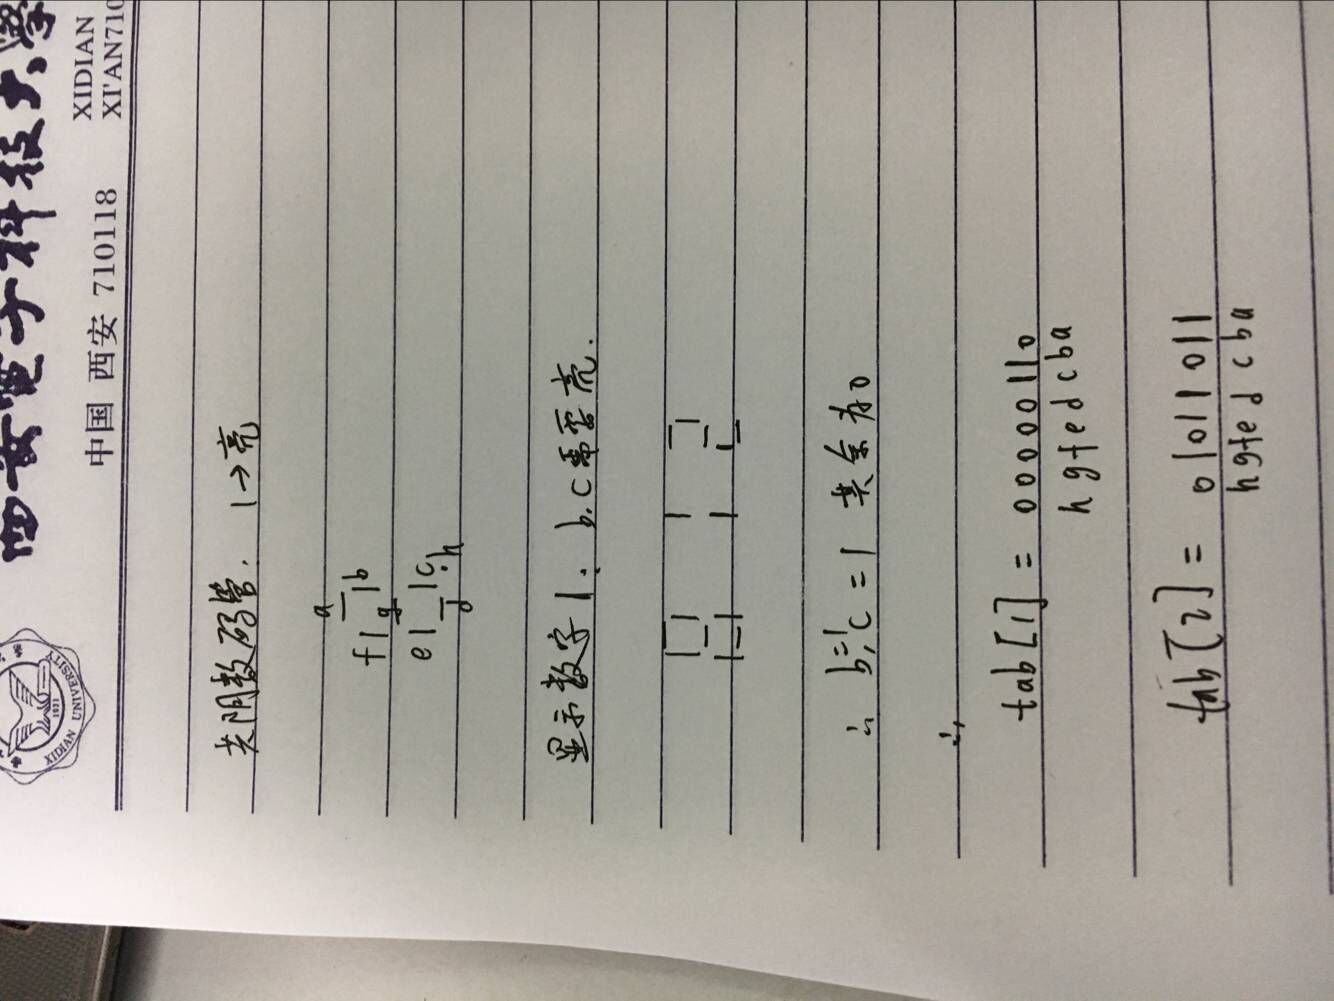 西安电子科技大学
中国 西安 710118
XIDIAN
XI'AN710
XIDIAN UNIVERSITY
1931
共阴数码管. 1→亮
a
f b
g
e c
d h
显示数字1: b.c需要亮.
∴ b=1, c=1 其余为0
∴
tab[1] = 00000110
hgfedcba
tab[2] = 01011011
hgfedcba